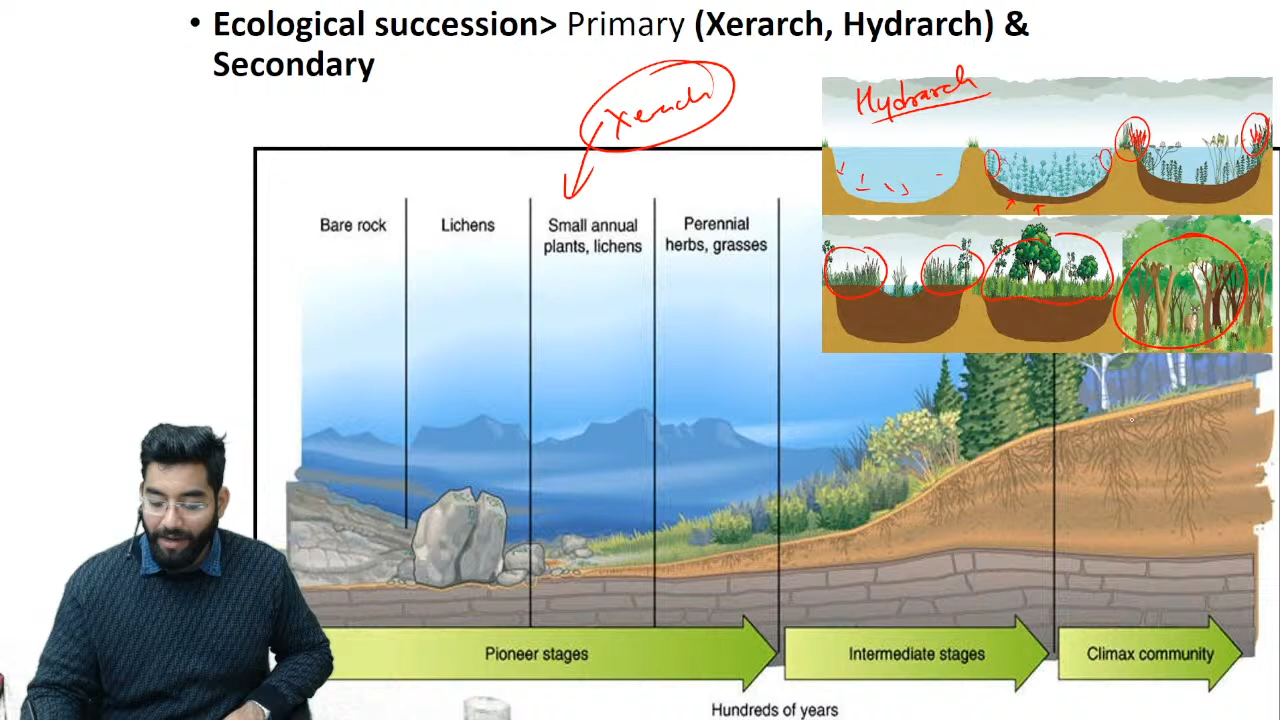 • Ecological succession> Primary (Xerarch, Hydrarch) &
Secondary
Xerarch
Hydrarch
Bare rock
Lichens
Small annual
plants, lichens
Perennial
herbs, grasses
Pioneer stages
Intermediate stages
Climax community
Hundreds of years